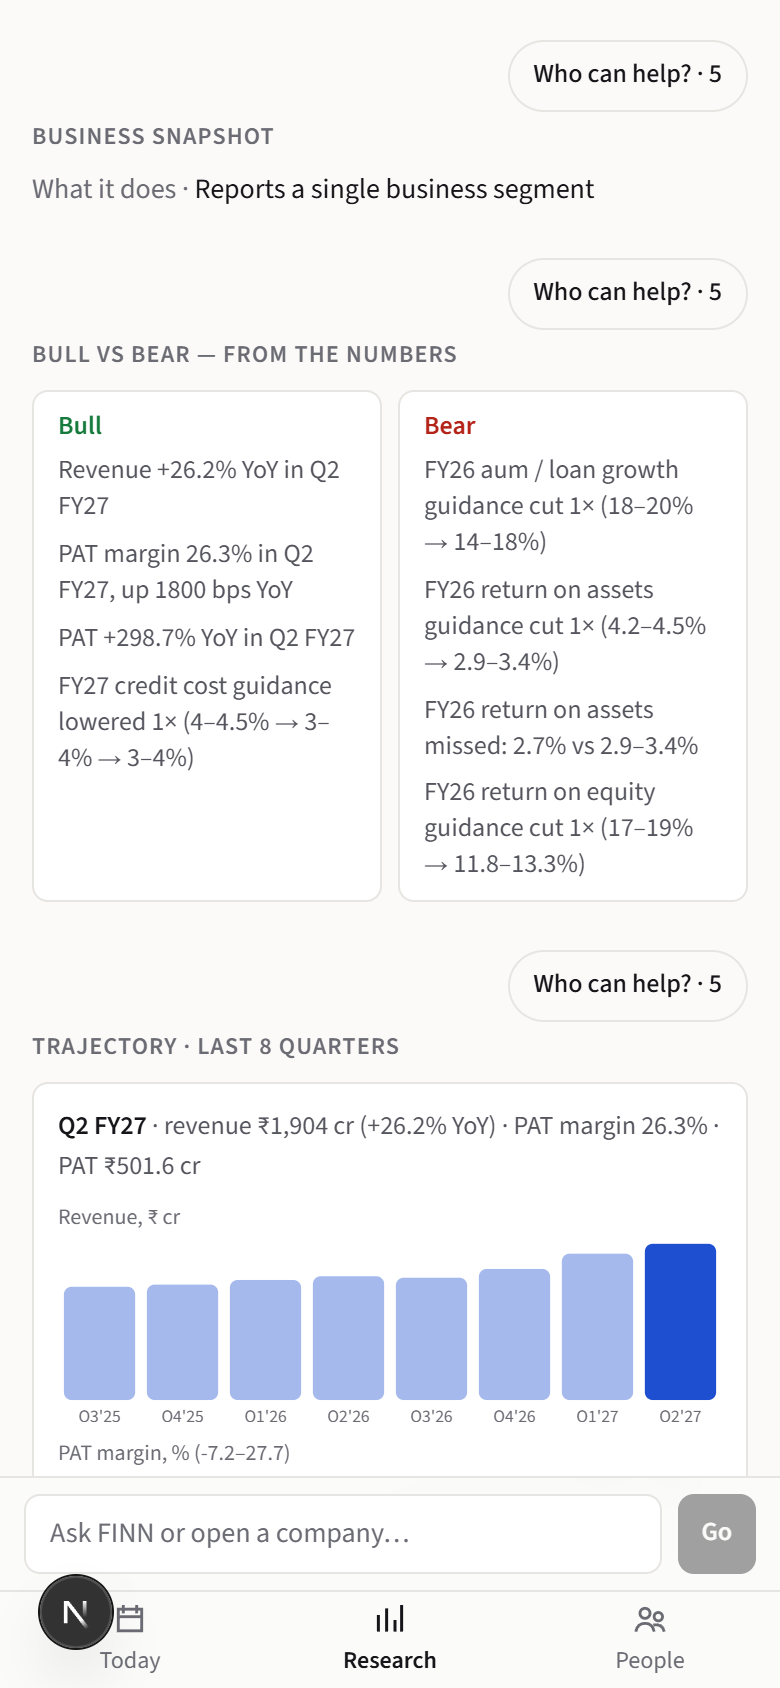 Who can help? · 5
BUSINESS SNAPSHOT
What it does · Reports a single business segment
Who can help? · 5
BULL VS BEAR — FROM THE NUMBERS
Bull
Revenue +26.2% YoY in Q2
FY27
PAT margin 26.3% in Q2
FY27, up 1800 bps YoY
PAT +298.7% YoY in Q2 FY27
FY27 credit cost guidance
lowered 1× (4–4.5% → 3–
4% → 3–4%)
Bear
FY26 aum / loan growth
guidance cut 1× (18–20%
→ 14–18%)
FY26 return on assets
guidance cut 1× (4.2–4.5%
→ 2.9–3.4%)
FY26 return on assets
missed: 2.7% vs 2.9–3.4%
FY26 return on equity
guidance cut 1× (17–19%
→ 11.8–13.3%)
Who can help? · 5
TRAJECTORY · LAST 8 QUARTERS
Q2 FY27 · revenue ₹1,904 cr (+26.2% YoY) · PAT margin 26.3% ·
PAT ₹501.6 cr
Revenue, ₹ cr
Q3'25 Q4'25 Q1'26 Q2'26 Q3'26 Q4'26 Q1'27 Q2'27
PAT margin, % (-7.2–27.7)
Ask FINN or open a company…
Go
N
Today
Research
People